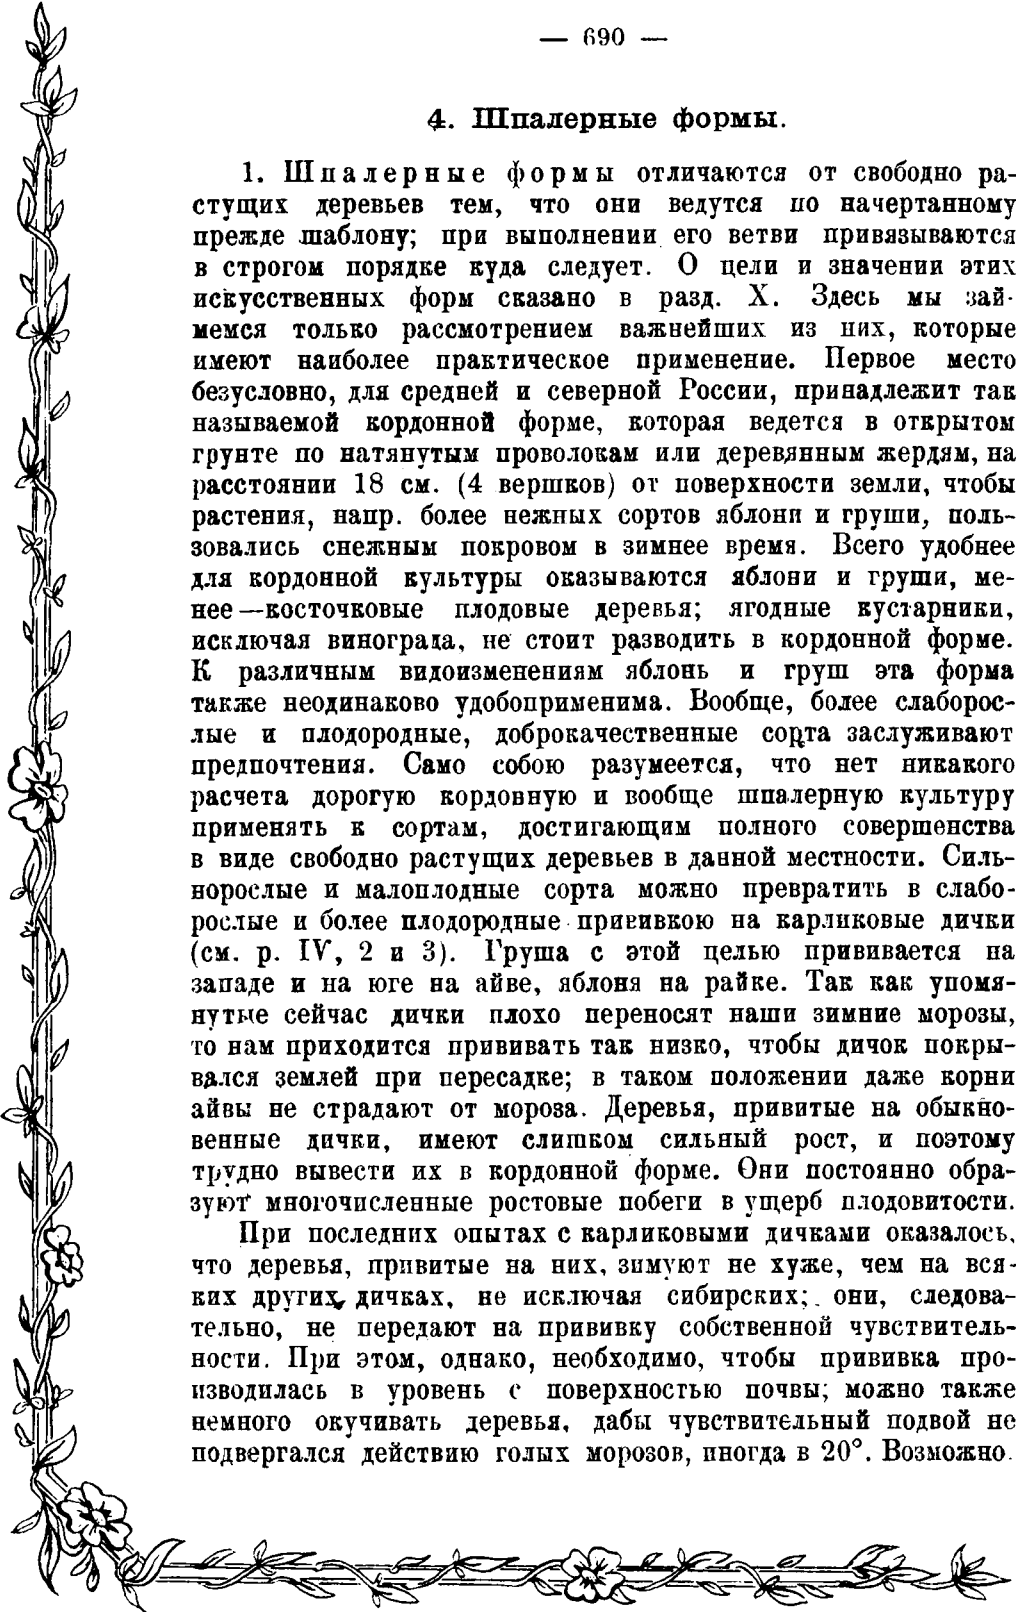 — 690 —
4. Шпалерные формы.
1. Шпалерные формы отличаются от свободно ра-
стущих деревьев тем, что они ведутся по начертанному
прежде шаблону; при выполнении его ветви привязываются
в строгом порядке куда следует. О цели и значении этих
искусственных форм сказано в разд. X. Здесь мы зай-
мемся только рассмотрением важнейших из них, которые
имеют наиболее практическое применение. Первое место
безусловно, для средней и северной России, принадлежит так
называемой кордонной форме, которая ведется в открытом
грунте по натянутым проволокам или деревянным жердям, на
расстоянии 18 см. (4 вершков) от поверхности земли, чтобы
растения, напр. более нежных сортов яблони и груши, поль-
зовались снежным покровом в зимнее время. Всего удобнее
для кордонной культуры оказываются яблони и груши, ме-
нее—косточковые плодовые деревья; ягодные кустарники,
исключая винограда, не стоит разводить в кордонной форме.
К различным видоизменениям яблонь и груш эта форма
также неодинаково удобоприменима. Вообще, более слаборос-
лые и плодородные, доброкачественные сорта заслуживают
предпочтения. Само собою разумеется, что нет никакого
расчета дорогую кордонную и вообще шпалерную культуру
применять к сортам, достигающим полного совершенства
в виде свободно растущих деревьев в данной местности. Силь-
норослые и малоплодные сорта можно превратить в слабо-
рослые и более плодородные прививкою на карликовые дички
(см. р. IV, 2 и 3). Груша с этой целью прививается на
западе и на юге на айве, яблоня на райке. Так как упомя-
нутые сейчас дички плохо переносят наши зимние морозы,
то нам приходится прививать так низко, чтобы дичок покры-
вался землей при пересадке; в таком положении даже корни
айвы не страдают от мороза. Деревья, привитые на обыкно-
венные дички, имеют слишком сильный рост, и поэтому
трудно вывести их в кордонной форме. Они постоянно обра-
зуют многочисленные ростовые побеги в ущерб плодовитости.
При последних опытах с карликовыми дичками оказалось,
что деревья, привитые на них, зимуют не хуже, чем на вся-
ких других дичках, не исключая сибирских; они, следова-
тельно, не передают на прививку собственной чувствитель-
ности. При этом, однако, необходимо, чтобы прививка про-
изводилась в уровень с поверхностью почвы; можно также
немного окучивать деревья, дабы чувствительный подвой не
подвергался действию голых морозов, иногда в 20°. Возможно